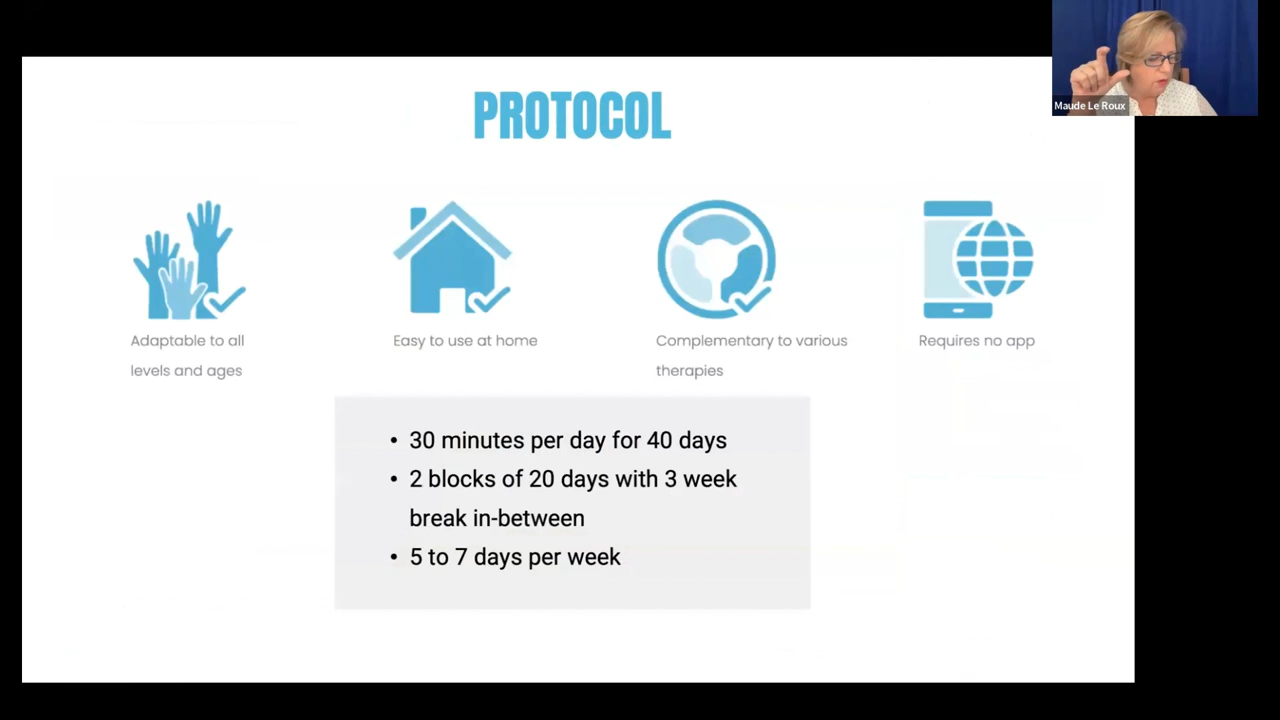 Maude Le Roux
PROTOCOL
Adaptable to all
levels and ages
Easy to use at home
Complementary to various
therapies
Requires no app
• 30 minutes per day for 40 days
• 2 blocks of 20 days with 3 week
break in-between
• 5 to 7 days per week